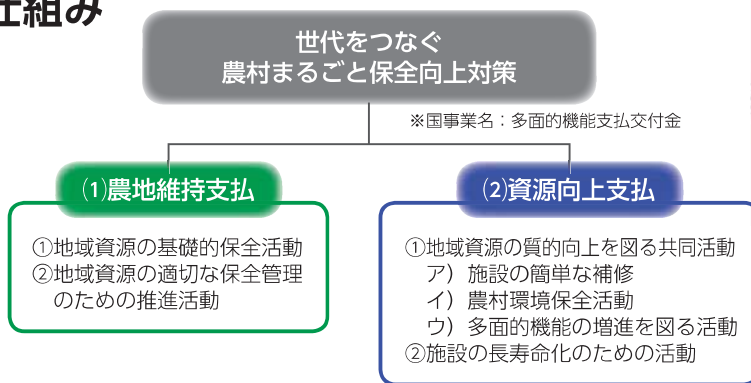 仕組み
世代をつなぐ
農村まるごと保全向上対策
※国事業名：多面的機能支払交付金
⑴農地維持支払
①地域資源の基礎的保全活動
②地域資源の適切な保全管理
のための推進活動
⑵資源向上支払
①地域資源の質的向上を図る共同活動
ア）施設の簡単な補修
イ）農村環境保全活動
ウ）多面的機能の増進を図る活動
②施設の長寿命化のための活動